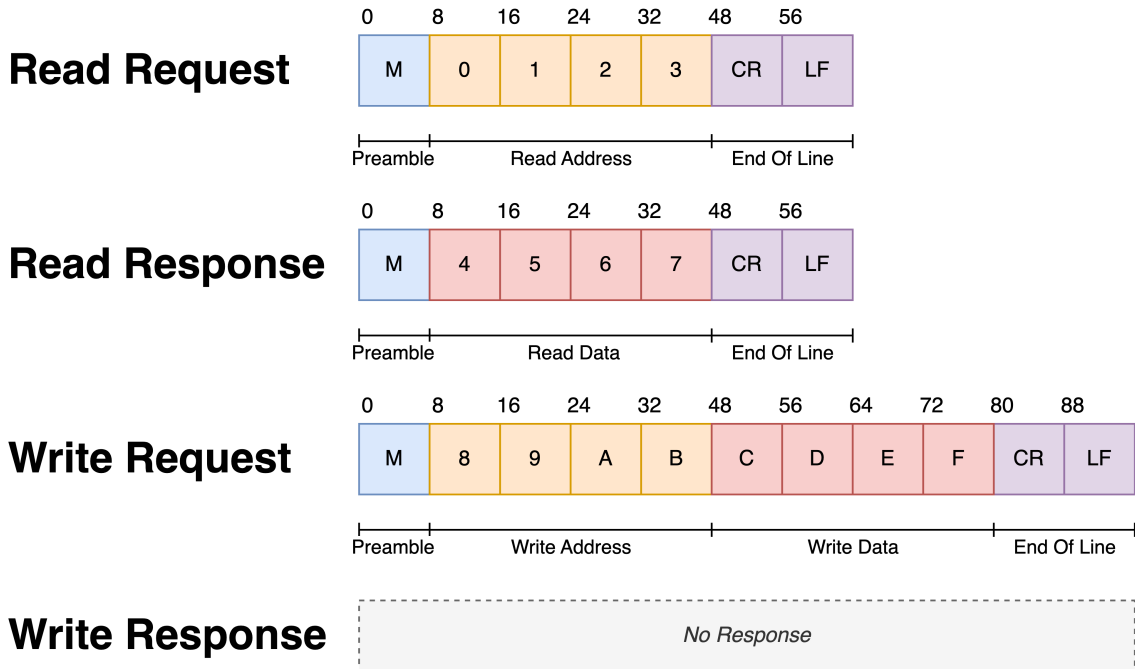 0 8 16 24 32 48 56
Read Request
M 0 1 2 3 CR LF
Preamble Read Address End Of Line
0 8 16 24 32 48 56
Read Response
M 4 5 6 7 CR LF
Preamble Read Data End Of Line
0 8 16 24 32 48 56 64 72 80 88
Write Request
M 8 9 A B C D E F CR LF
Preamble Write Address Write Data End Of Line
Write Response
No Response